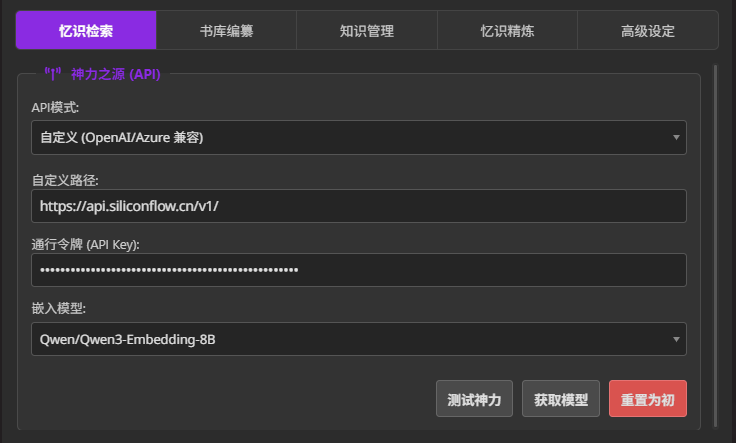 忆识检索
书库编纂
知识管理
忆识精炼
高级设定
神力之源 (API)
API模式:
自定义 (OpenAI/Azure 兼容)
自定义路径:
https://api.siliconflow.cn/v1/
通行令牌 (API Key):
••••••••••••••••••••••••••••••••••••••••••••••••••••
嵌入模型:
Qwen/Qwen3-Embedding-8B
测试神力
获取模型
重置为初